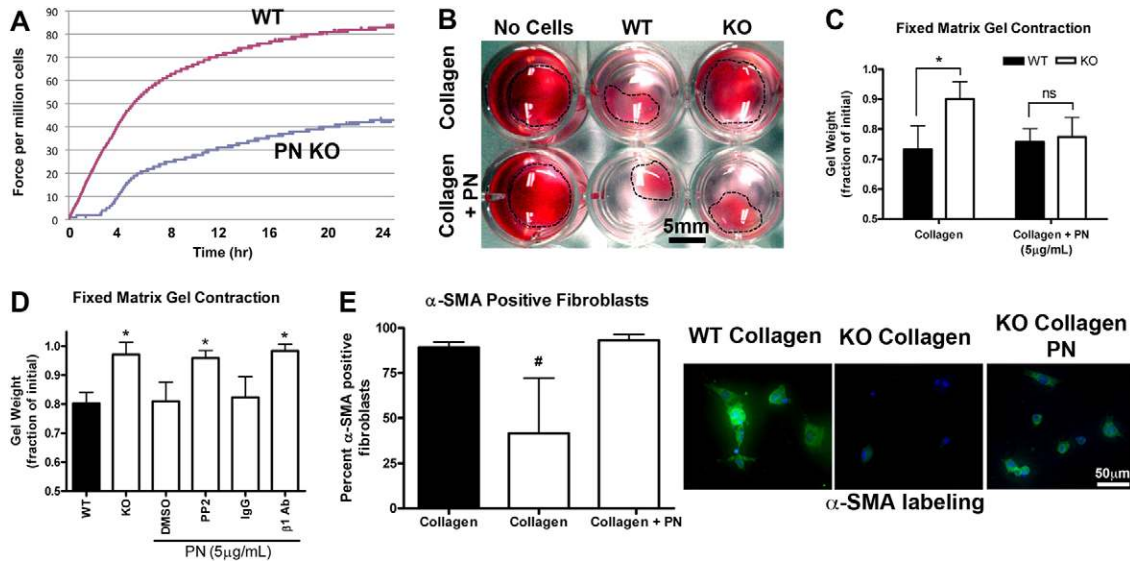 A
90
80
70
60
50
40
30
20
10
0
Force per million cells
WT
PN KO
0 4 8 12 16 20 24
Time (hr)
B
No Cells WT KO
Collagen
Collagen
+ PN
5mm
C
Fixed Matrix Gel Contraction
WT KO
* ns
1.0
0.9
0.8
0.7
0.6
0.5
Gel Weight
(fraction of initial)
Collagen Collagen + PN
(5µg/mL)
D
Fixed Matrix Gel Contraction
* * *
1.0
0.9
0.8
0.7
0.6
0.5
Gel Weight
(fraction of initial)
WT KO DMSO PP2 IgG β1 Ab
PN (5µg/mL)
E
α-SMA Positive Fibroblasts
100
75
50
25
0
Percent α-SMA positive
fibroblasts
#
Collagen Collagen Collagen + PN
WT Collagen KO Collagen KO Collagen
PN
50µm
α-SMA labeling